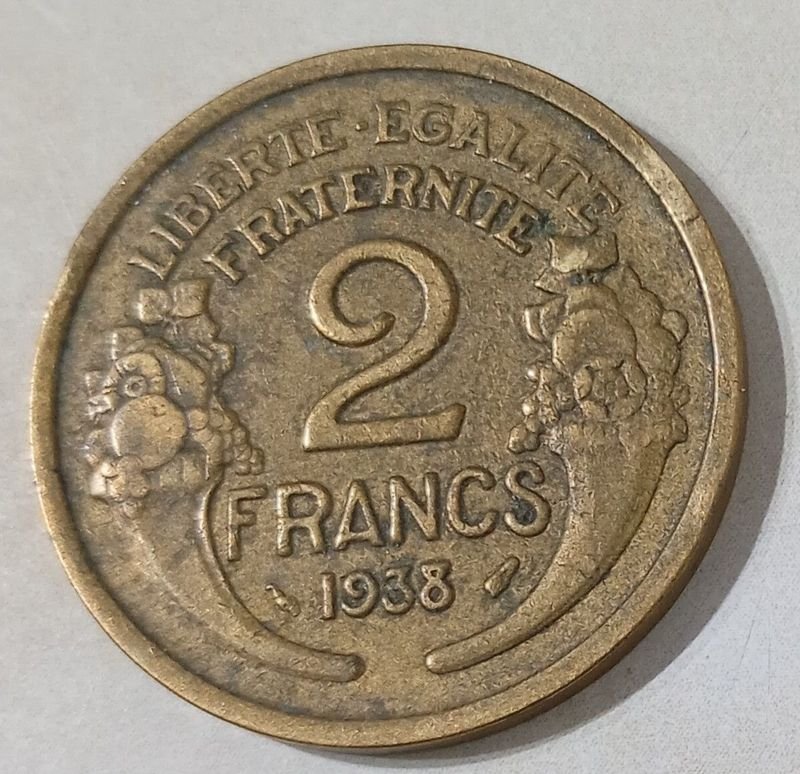 LIBERTE · EGALITE
FRATERNITE
2
FRANCS
1938